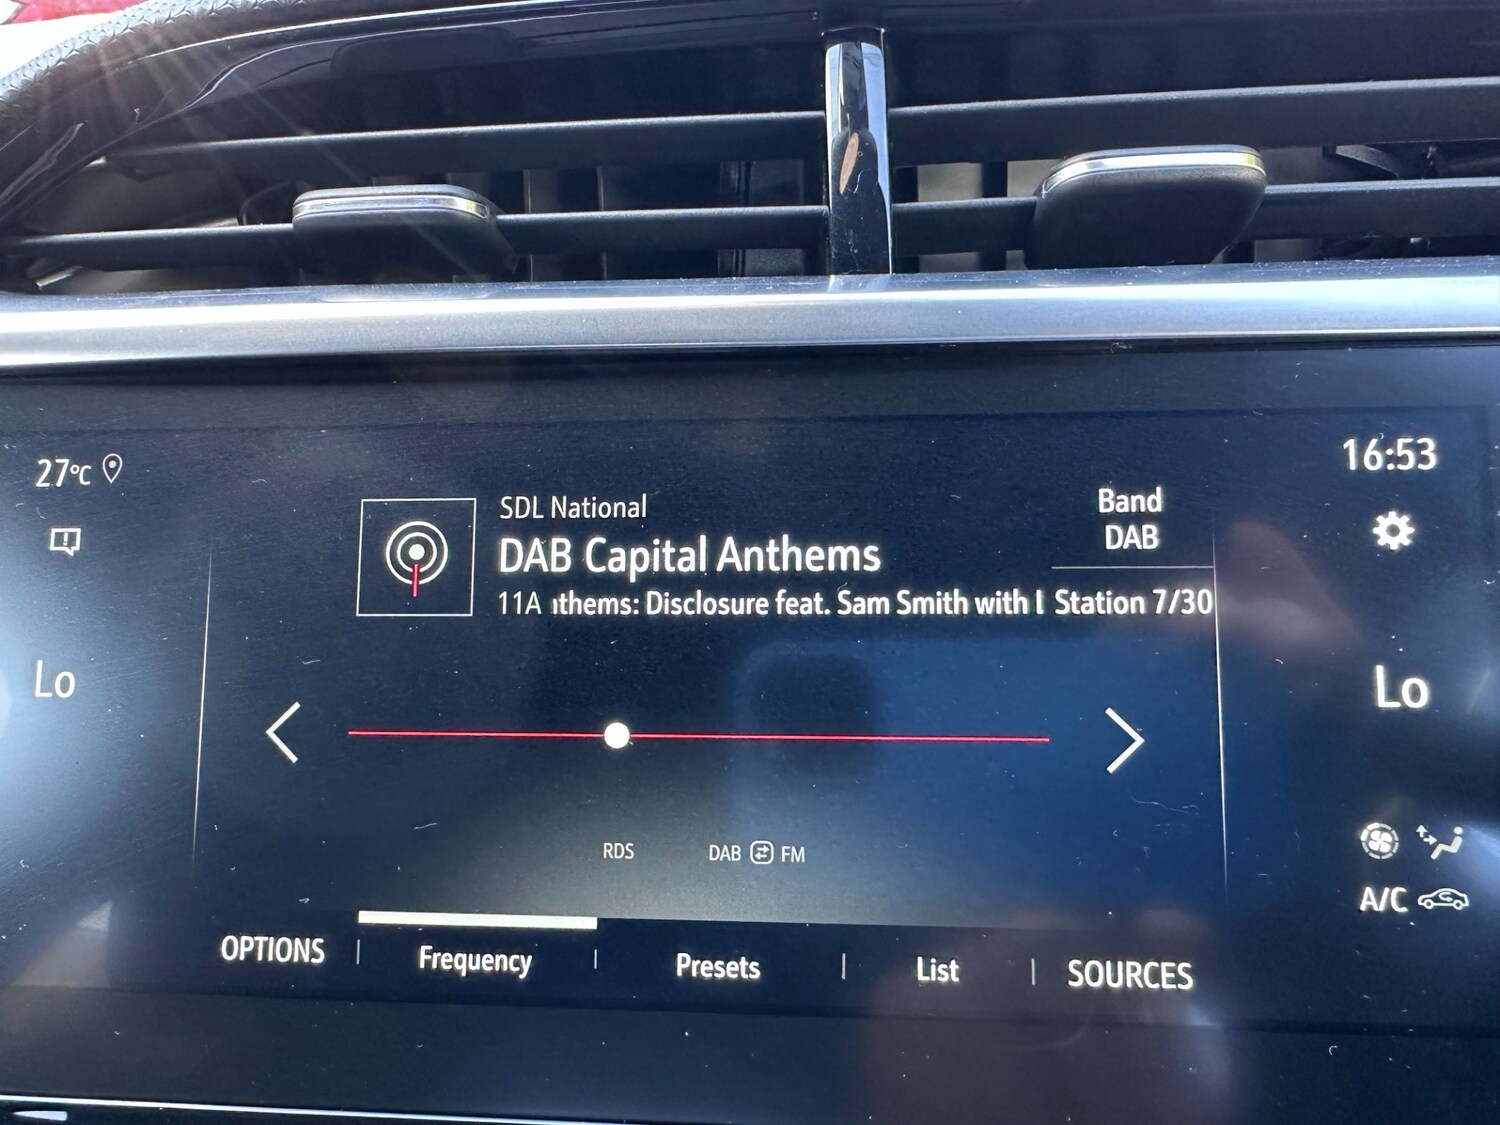 27°C
16:53
SDL National
DAB Capital Anthems
11A nthems: Disclosure feat. Sam Smith with I Station 7/30
Band
DAB
Lo
Lo
RDS
DAB FM
A/C
OPTIONS
Frequency
Presets
List
SOURCES